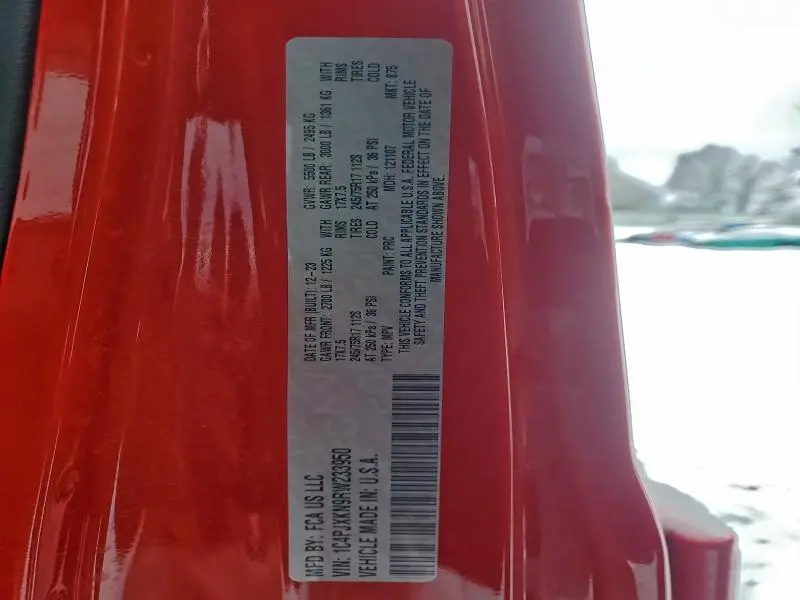 MFD BY: FCA US LLC
VIN: 1C4PJXKN9RW233950
VEHICLE MADE IN: U.S.A.
DATE OF MFR (BUILT): 12-23 GVWR: 5500 LB / 2495 KG
GAWR FRONT: 2700 LB / 1225 KG WITH GAWR REAR: 3000 LB / 1361 KG WITH
17X7.5 RIMS 17X7.5 RIMS
245/75R17 112S TIRES 245/75R17 112S TIRES
AT 250 kPa / 36 PSI COLD AT 250 kPa / 36 PSI COLD
TYPE: MPV PAINT: PRC MDH: 121107 MKT: 875
THIS VEHICLE CONFORMS TO ALL APPLICABLE U.S.A. FEDERAL MOTOR VEHICLE
SAFETY AND THEFT PREVENTION STANDARDS IN EFFECT ON THE DATE OF
MANUFACTURE SHOWN ABOVE.